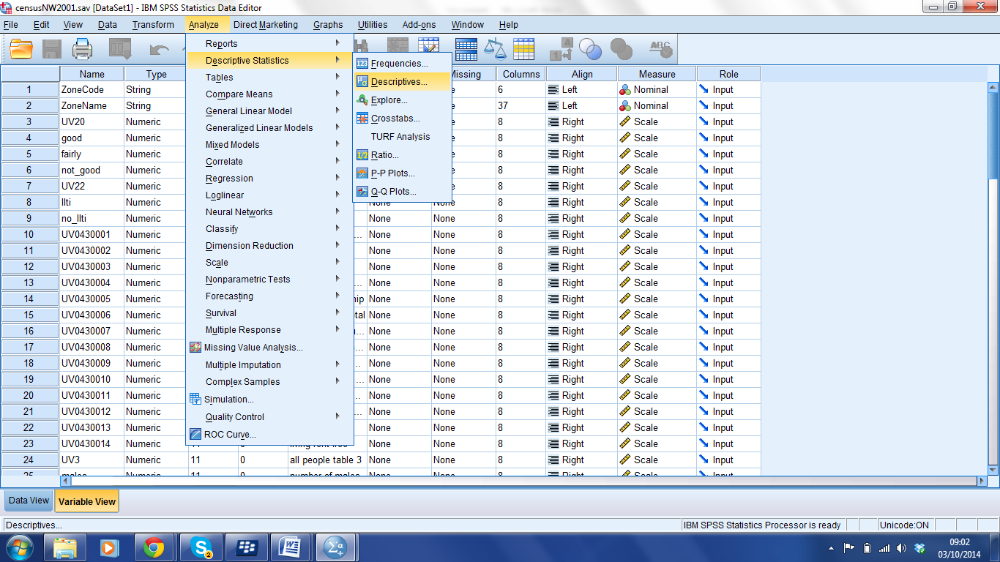 censusNW2001.sav [DataSet1] - IBM SPSS Statistics Data Editor
File Edit View Data Transform Analyze Direct Marketing Graphs Utilities Add-ons Window Help
Reports
Descriptive Statistics
Tables
Compare Means
General Linear Model
Generalized Linear Models
Mixed Models
Correlate
Regression
Loglinear
Neural Networks
Classify
Dimension Reduction
Scale
Nonparametric Tests
Forecasting
Survival
Multiple Response
Missing Value Analysis...
Multiple Imputation
Complex Samples
Simulation...
Quality Control
ROC Curve...
Frequencies...
Descriptives...
Explore...
Crosstabs...
TURF Analysis
Ratio...
P-P Plots...
Q-Q Plots...
Name Type Missing Columns Align Measure Role
1 ZoneCode String 6 Left Nominal Input
2 ZoneName String 37 Left Nominal Input
3 UV20 Numeric 8 Right Scale Input
4 good Numeric 8 Right Scale Input
5 fairly Numeric 8 Right Scale Input
6 not_good Numeric 8 Right Scale Input
7 UV22 Numeric 8 Right Scale Input
8 llti Numeric None None 8 Right Scale Input
9 no_llti Numeric None None 8 Right Scale Input
10 UV0430001 Numeric ... None None 8 Right Scale Input
11 UV0430002 Numeric None None 8 Right Scale Input
12 UV0430003 Numeric None None 8 Right Scale Input
13 UV0430004 Numeric ... None None 8 Right Scale Input
14 UV0430005 Numeric hip None None 8 Right Scale Input
15 UV0430006 Numeric tal None None 8 Right Scale Input
16 UV0430007 Numeric u... None None 8 Right Scale Input
17 UV0430008 Numeric ... None None 8 Right Scale Input
18 UV0430009 Numeric ... None None 8 Right Scale Input
19 UV0430010 Numeric ... None None 8 Right Scale Input
20 UV0430011 Numeric ... None None 8 Right Scale Input
21 UV0430012 Numeric ... None None 8 Right Scale Input
22 UV0430013 Numeric None None 8 Right Scale Input
23 UV0430014 Numeric 11 0 living rent free None None 8 Right Scale Input
24 UV3 Numeric 11 0 all people table 3 None None 8 Right Scale Input
25 males Numeric 11 0 number of males None None 8 Right Scale Input
Data View Variable View
Descriptives... IBM SPSS Statistics Processor is ready Unicode:ON
09:02
03/10/2014